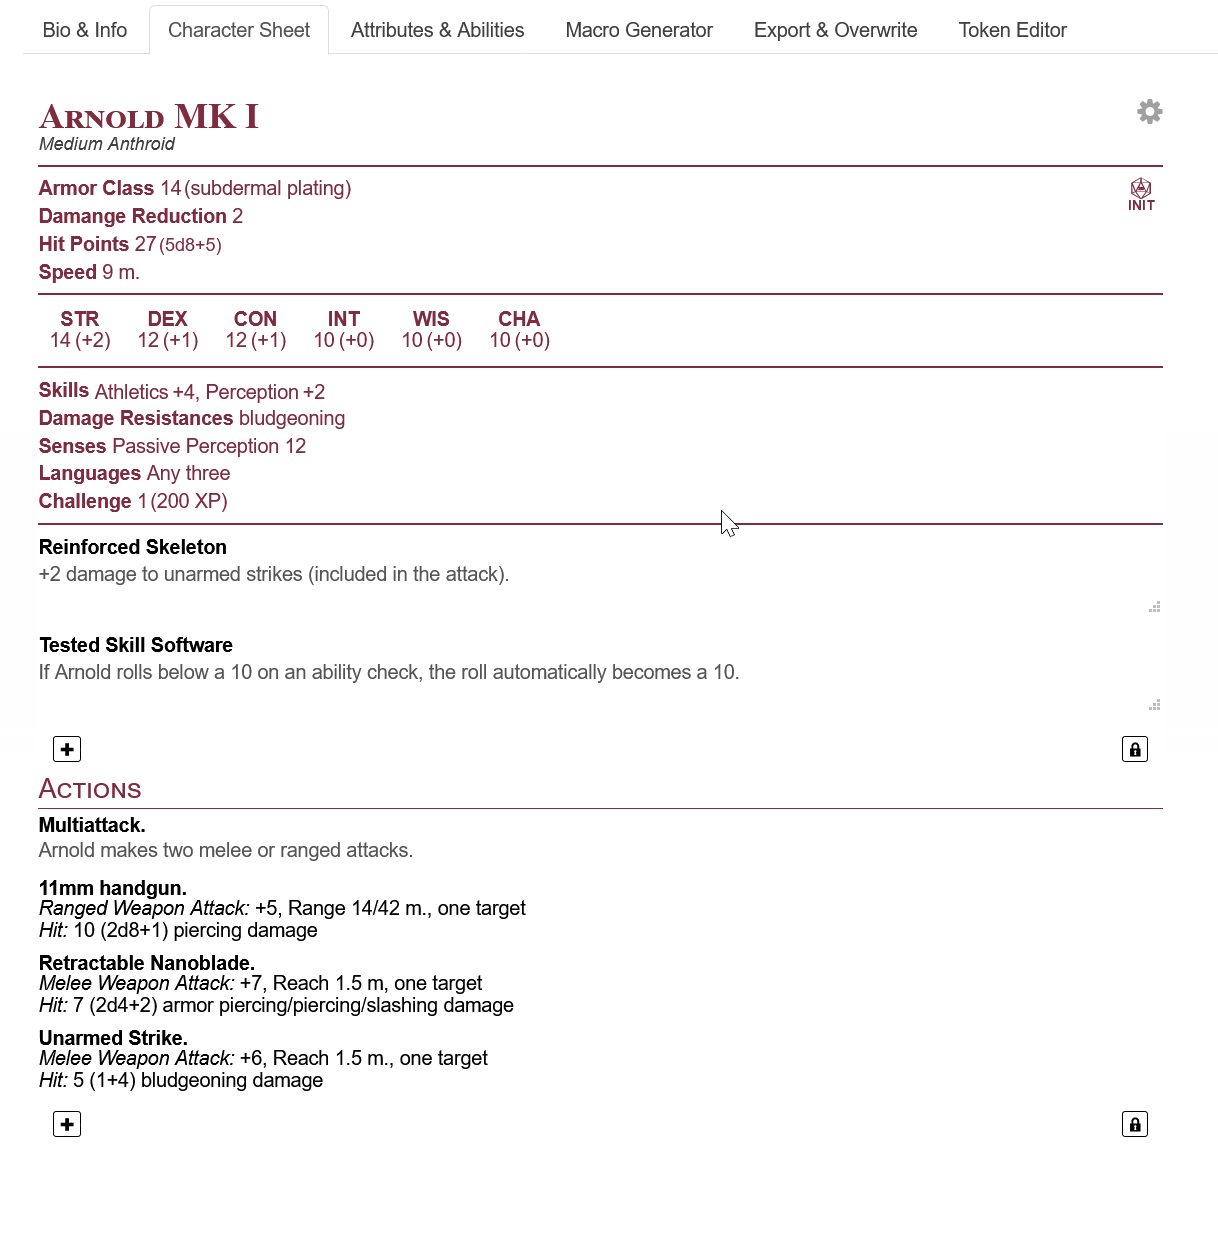 Bio & Info Character Sheet Attributes & Abilities Macro Generator Export & Overwrite Token Editor
Arnold MK I
Medium Anthroid
Armor Class 14 (subdermal plating)
INIT
Damange Reduction 2
Hit Points 27 (5d8+5)
Speed 9 m.
STR DEX CON INT WIS CHA
14 (+2) 12 (+1) 12 (+1) 10 (+0) 10 (+0) 10 (+0)
Skills Athletics +4, Perception +2
Damage Resistances bludgeoning
Senses Passive Perception 12
Languages Any three
Challenge 1 (200 XP)
Reinforced Skeleton
+2 damage to unarmed strikes (included in the attack).
Tested Skill Software
If Arnold rolls below a 10 on an ability check, the roll automatically becomes a 10.
Actions
Multiattack.
Arnold makes two melee or ranged attacks.
11mm handgun.
Ranged Weapon Attack: +5, Range 14/42 m., one target
Hit: 10 (2d8+1) piercing damage
Retractable Nanoblade.
Melee Weapon Attack: +7, Reach 1.5 m, one target
Hit: 7 (2d4+2) armor piercing/piercing/slashing damage
Unarmed Strike.
Melee Weapon Attack: +6, Reach 1.5 m., one target
Hit: 5 (1+4) bludgeoning damage